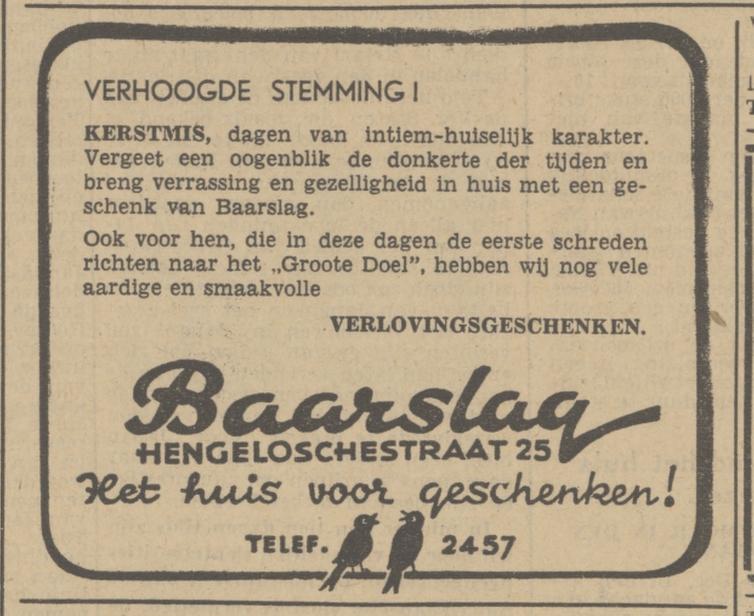 VERHOOGDE STEMMING!
KERSTMIS, dagen van intiem-huiselijk karakter.
Vergeet een oogenblik de donkerte der tijden en
breng verrassing en gezelligheid in huis met een ge-
schenk van Baarslag.
Ook voor hen, die in deze dagen de eerste schreden
richten naar het „Groote Doel”, hebben wij nog vele
aardige en smaakvolle
VERLOVINGSGESCHENKEN.
Baarslag
HENGELOSCHESTRAAT 25
Het huis voor geschenken!
TELEF. 2457